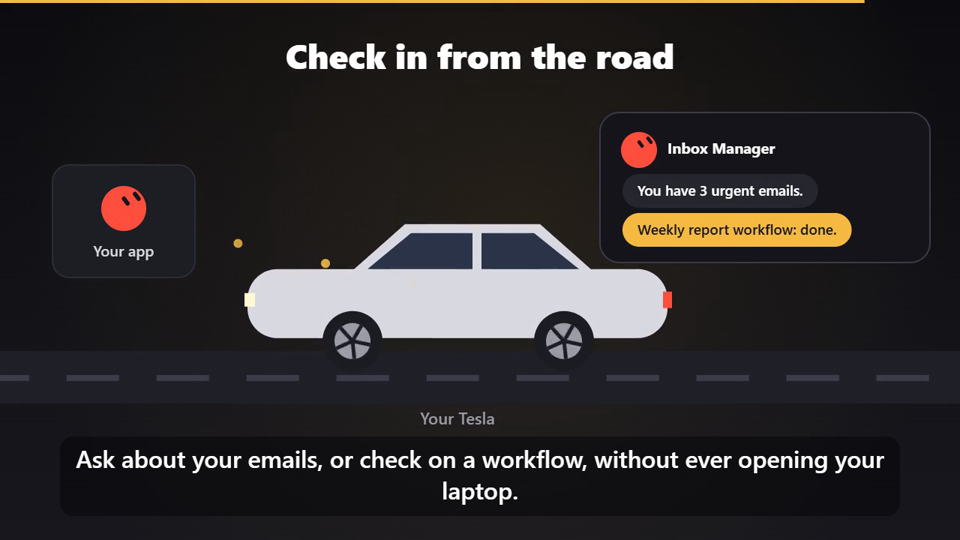 Check in from the road
Your app
Inbox Manager
You have 3 urgent emails.
Weekly report workflow: done.
Your Tesla
Ask about your emails, or check on a workflow, without ever opening your
laptop.